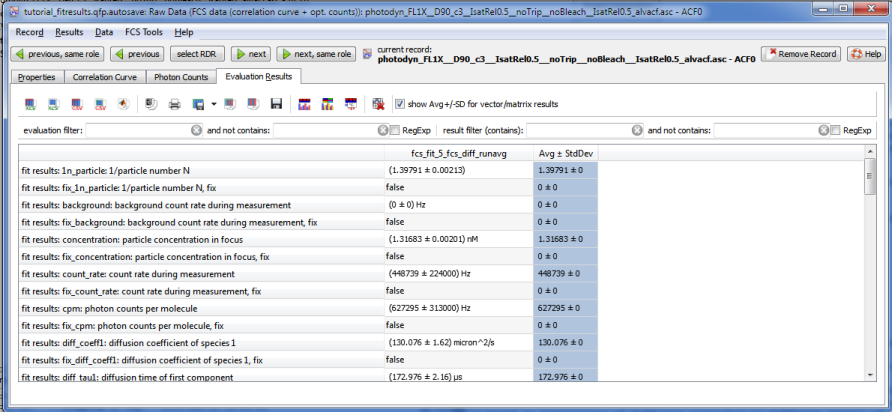 tutorial_fitresults.qfp.autosave: Raw Data (FCS data (correlation curve + opt. counts)): photodyn_FL1X__D90_c3__IsatRel0.5__noTrip__noBleach__IsatRel0.5_alvacf.asc - ACF0
Record Results Data FCS Tools Help
previous, same role previous select RDR next next, same role current record: Remove Record Help
photodyn_FL1X__D90_c3__IsatRel0.5__noTrip__noBleach__IsatRel0.5_alvacf.asc - ACF0
Properties Correlation Curve Photon Counts Evaluation Results
show Avg+/-SD for vector/matrrix results
evaluation filter: and not contains: RegExp result filter (contains): and not contains: RegExp
fcs_fit_5_fcs_diff_runavg Avg ± StdDev
fit results: 1n_particle: 1/particle number N (1.39791 ± 0.00213) 1.39791 ± 0
fit results: fix_1n_particle: 1/particle number N, fix false 0 ± 0
fit results: background: background count rate during measurement (0 ± 0) Hz 0 ± 0
fit results: fix_background: background count rate during measurement, fix false 0 ± 0
fit results: concentration: particle concentration in focus (1.31683 ± 0.00201) nM 1.31683 ± 0
fit results: fix_concentration: particle concentration in focus, fix false 0 ± 0
fit results: count_rate: count rate during measurement (448739 ± 224000) Hz 448739 ± 0
fit results: fix_count_rate: count rate during measurement, fix false 0 ± 0
fit results: cpm: photon counts per molecule (627295 ± 313000) Hz 627295 ± 0
fit results: fix_cpm: photon counts per molecule, fix false 0 ± 0
fit results: diff_coeff1: diffusion coefficient of species 1 (130.076 ± 1.62) micron^2/s 130.076 ± 0
fit results: fix_diff_coeff1: diffusion coefficient of species 1, fix false 0 ± 0
fit results: diff_tau1: diffusion time of first component (172.976 ± 2.16) µs 172.976 ± 0